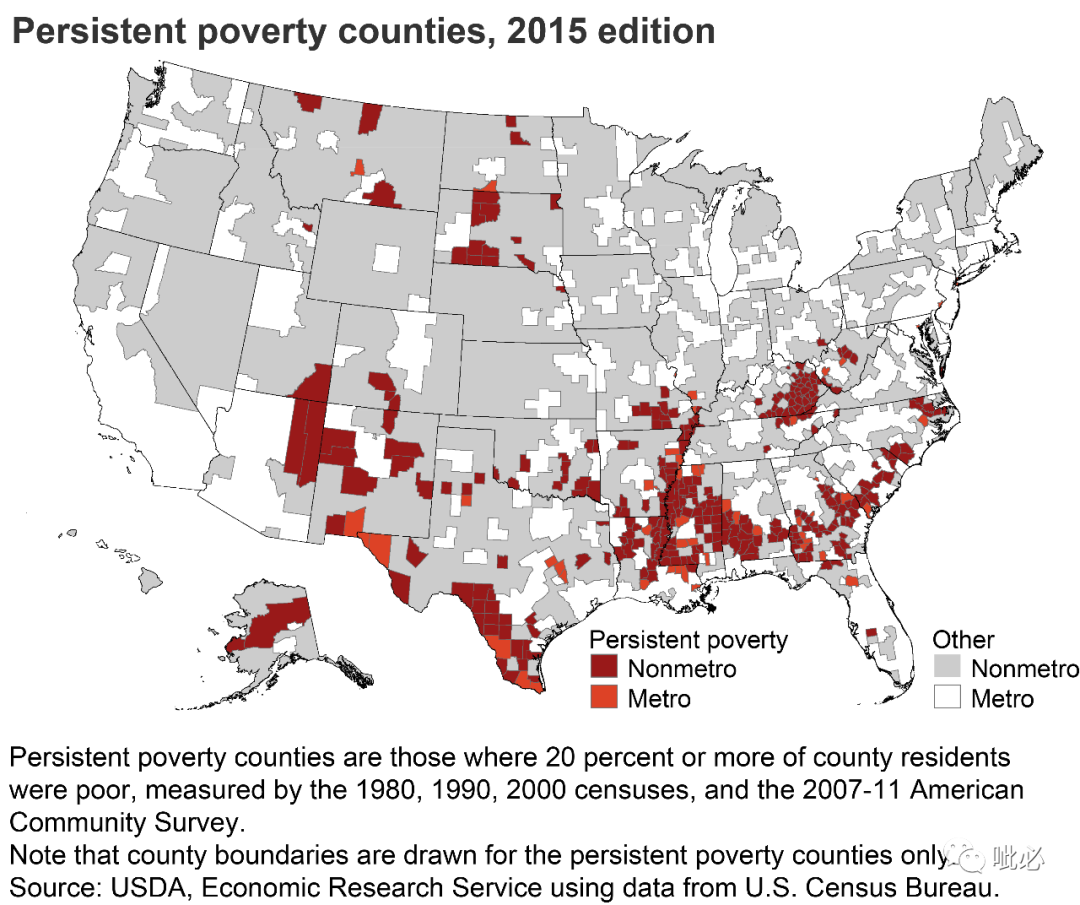 Persistent poverty counties, 2015 edition
Persistent poverty
Nonmetro
Metro
Other
Nonmetro
Metro
Persistent poverty counties are those where 20 percent or more of county residents
were poor, measured by the 1980, 1990, 2000 censuses, and the 2007-11 American
Community Survey.
Note that county boundaries are drawn for the persistent poverty counties only.
Source: USDA, Economic Research Service using data from U.S. Census Bureau.
呲必